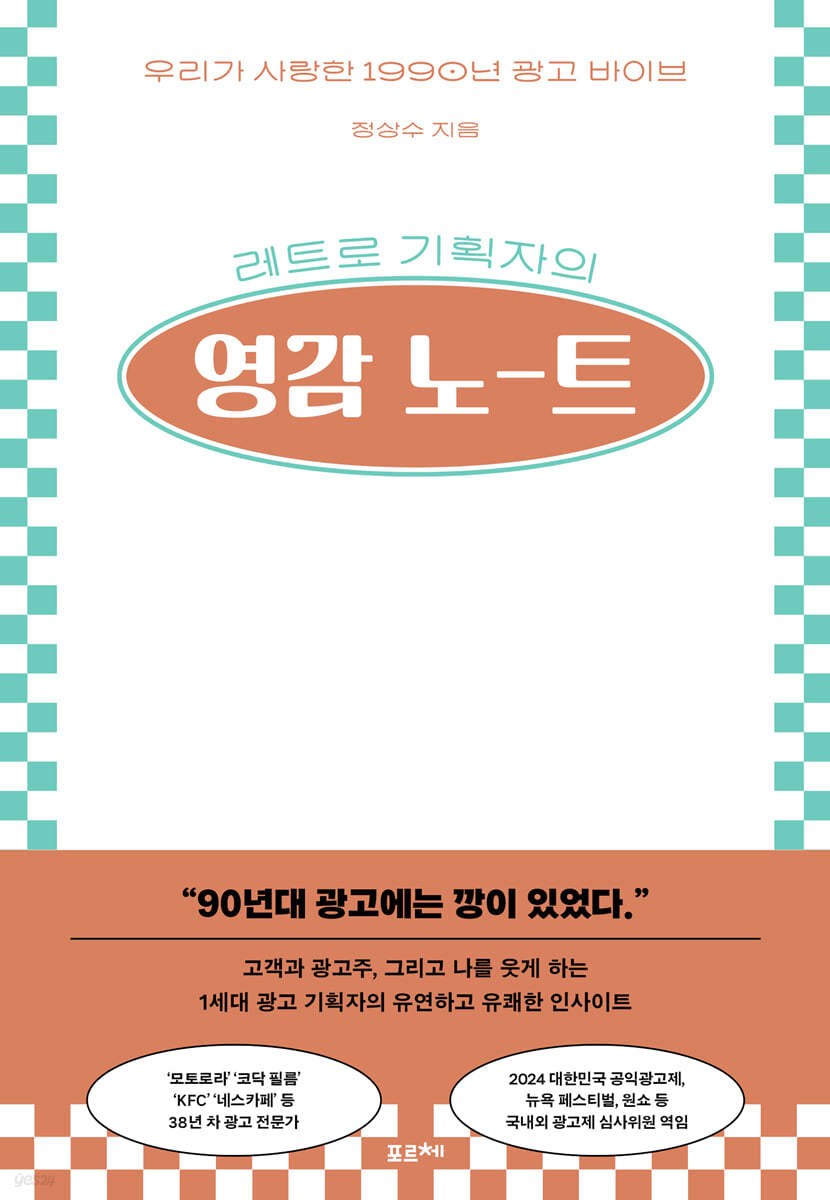 우리가 사랑한 1990년 광고 바이브
정상수 지음
레트로 기획자의
영감 노-트
“90년대 광고에는 깡이 있었다.”
고객과 광고주, 그리고 나를 웃게 하는
1세대 광고 기획자의 유연하고 유쾌한 인사이트
‘모토로라’ ‘코닥 필름’
‘KFC’ ‘네스카페’ 등
38년 차 광고 전문가
2024 대한민국 공익광고제,
뉴욕 페스티벌, 원쇼 등
국내외 광고제 심사위원 역임
포르체
yes24